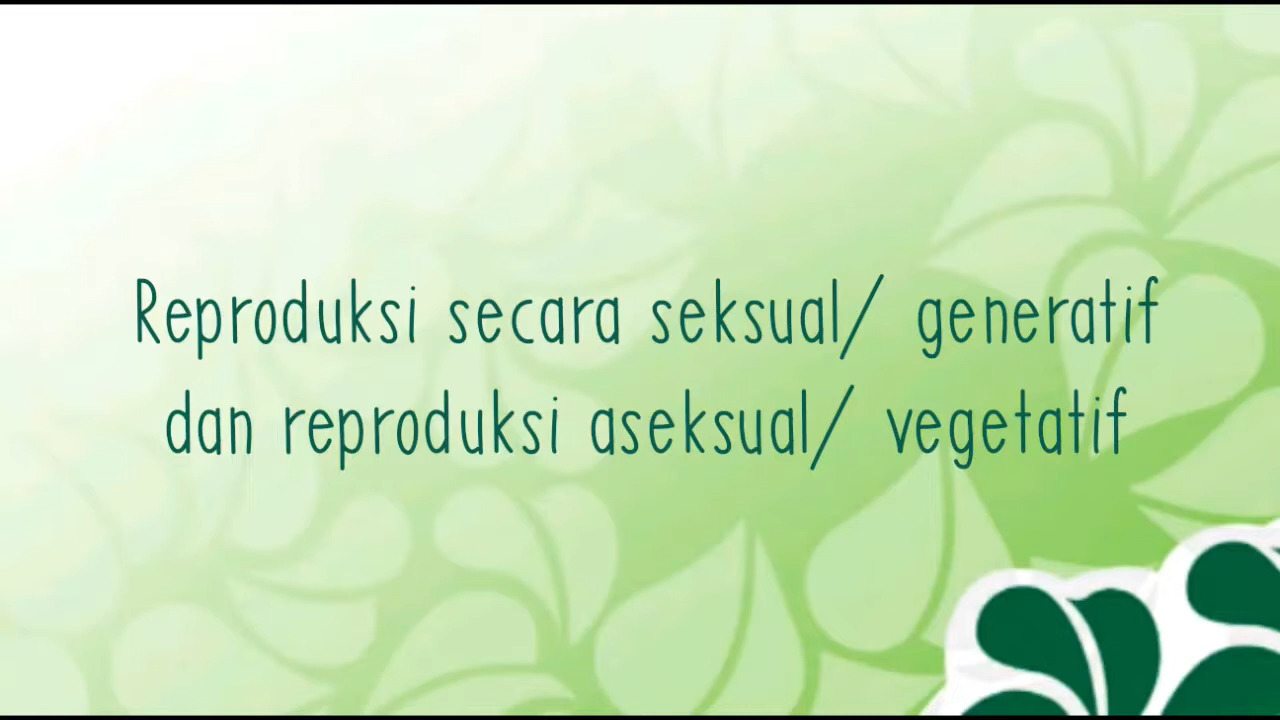 Reproduksi secara seksual/ generatif
dan reproduksi aseksual/ vegetatif